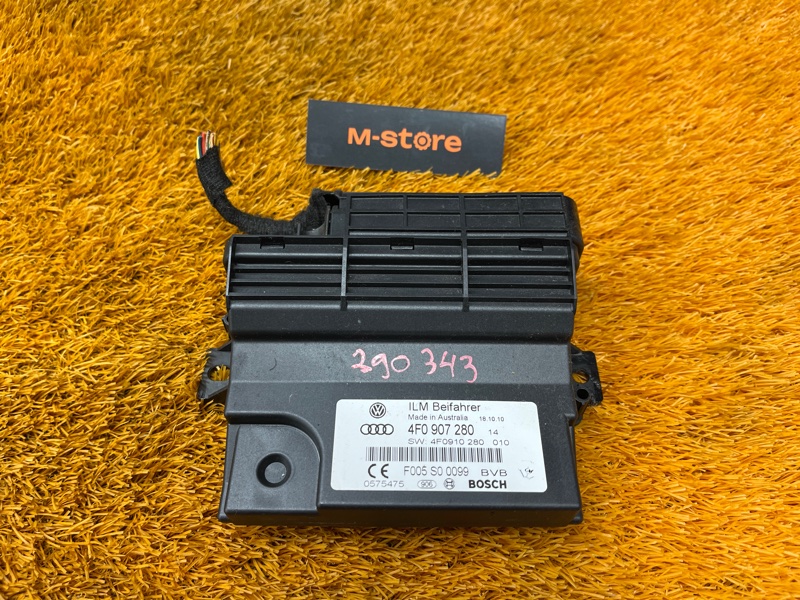 M-store
290 343
ILM Beifahrer
Made in Australia 18.10.10
4F0 907 280 14
SW: 4F0910 280 010
CE F005 S0 0099 BVB
0575475 906 BOSCH